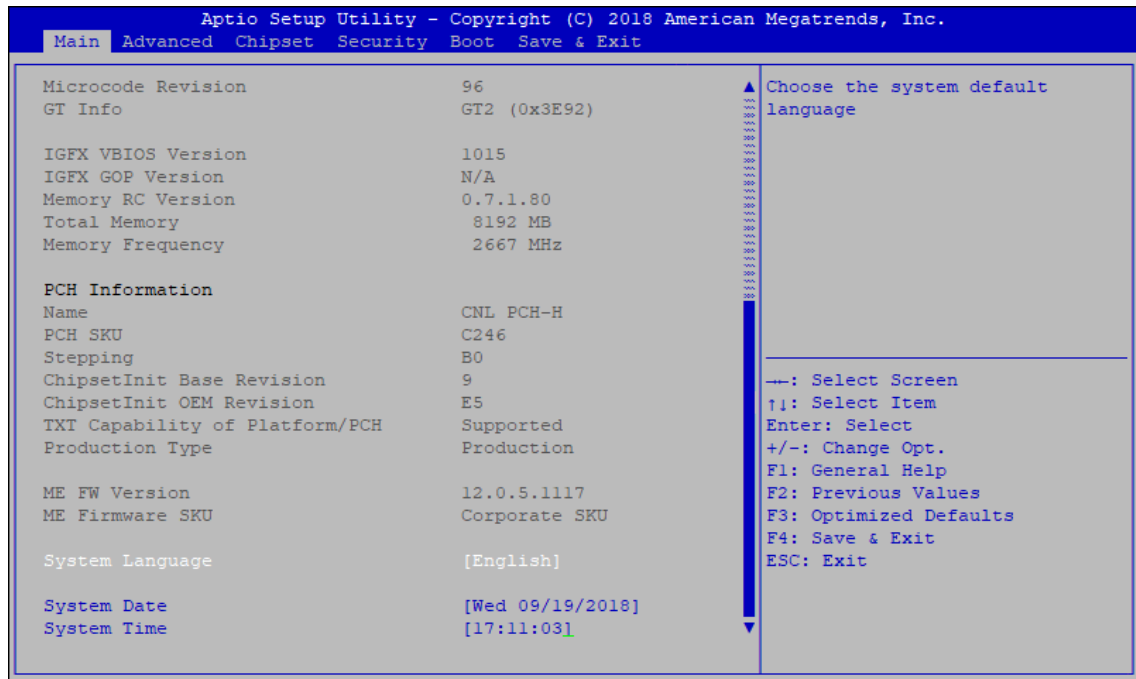 Aptio Setup Utility – Copyright (C) 2018 American Megatrends, Inc.
Main Advanced Chipset Security Boot Save & Exit
Microcode Revision 96
GT Info GT2 (0x3E92)
IGFX VBIOS Version 1015
IGFX GOP Version N/A
Memory RC Version 0.7.1.80
Total Memory 8192 MB
Memory Frequency 2667 MHz
PCH Information
Name CNL PCH-H
PCH SKU C246
Stepping B0
ChipsetInit Base Revision 9
ChipsetInit OEM Revision E5
TXT Capability of Platform/PCH Supported
Production Type Production
ME FW Version 12.0.5.1117
ME Firmware SKU Corporate SKU
System Language [English]
System Date [Wed 09/19/2018]
System Time [17:11:03]
Choose the system default
language
→←: Select Screen
↑↓: Select Item
Enter: Select
+/-: Change Opt.
F1: General Help
F2: Previous Values
F3: Optimized Defaults
F4: Save & Exit
ESC: Exit